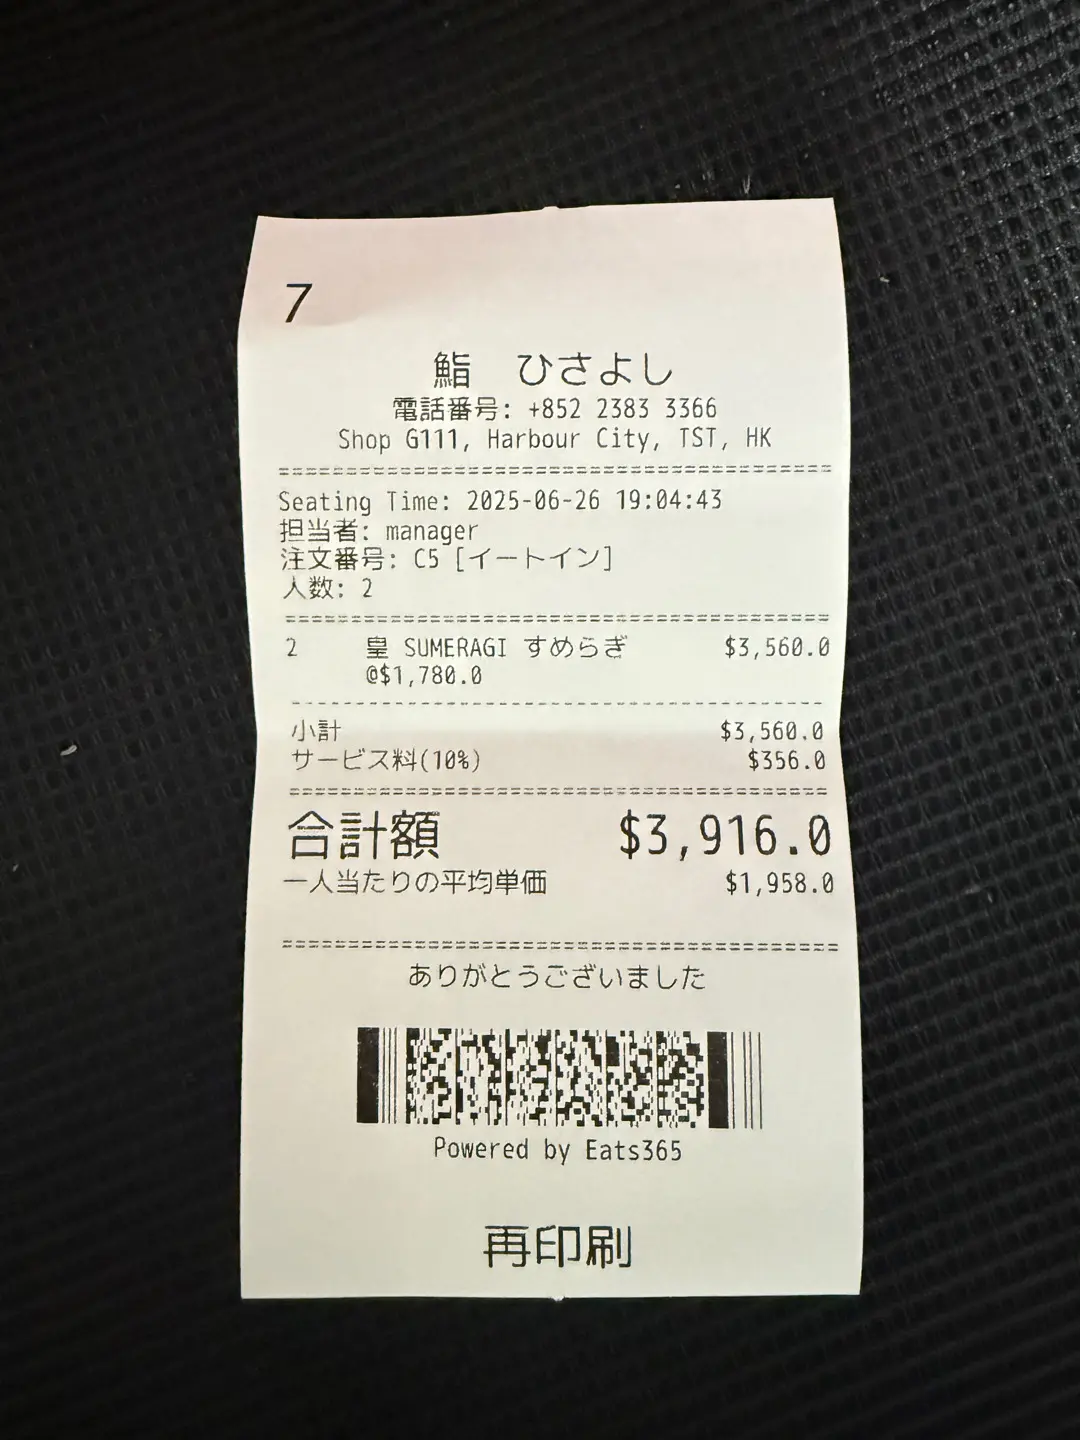 7
鮨　ひさよし
電話番号: +852 2383 3366
Shop G111, Harbour City, TST, HK
==========================================
Seating Time: 2025-06-26 19:04:43
担当者: manager
注文番号: C5 [イートイン]
人数: 2
==========================================
2 皇 SUMERAGI すめらぎ $3,560.0
@$1,780.0
------------------------------------------
小計 $3,560.0
サービス料(10%) $356.0
==========================================
合計額 $3,916.0
一人当たりの平均単価 $1,958.0
==========================================
ありがとうございました
Powered by Eats365
再印刷